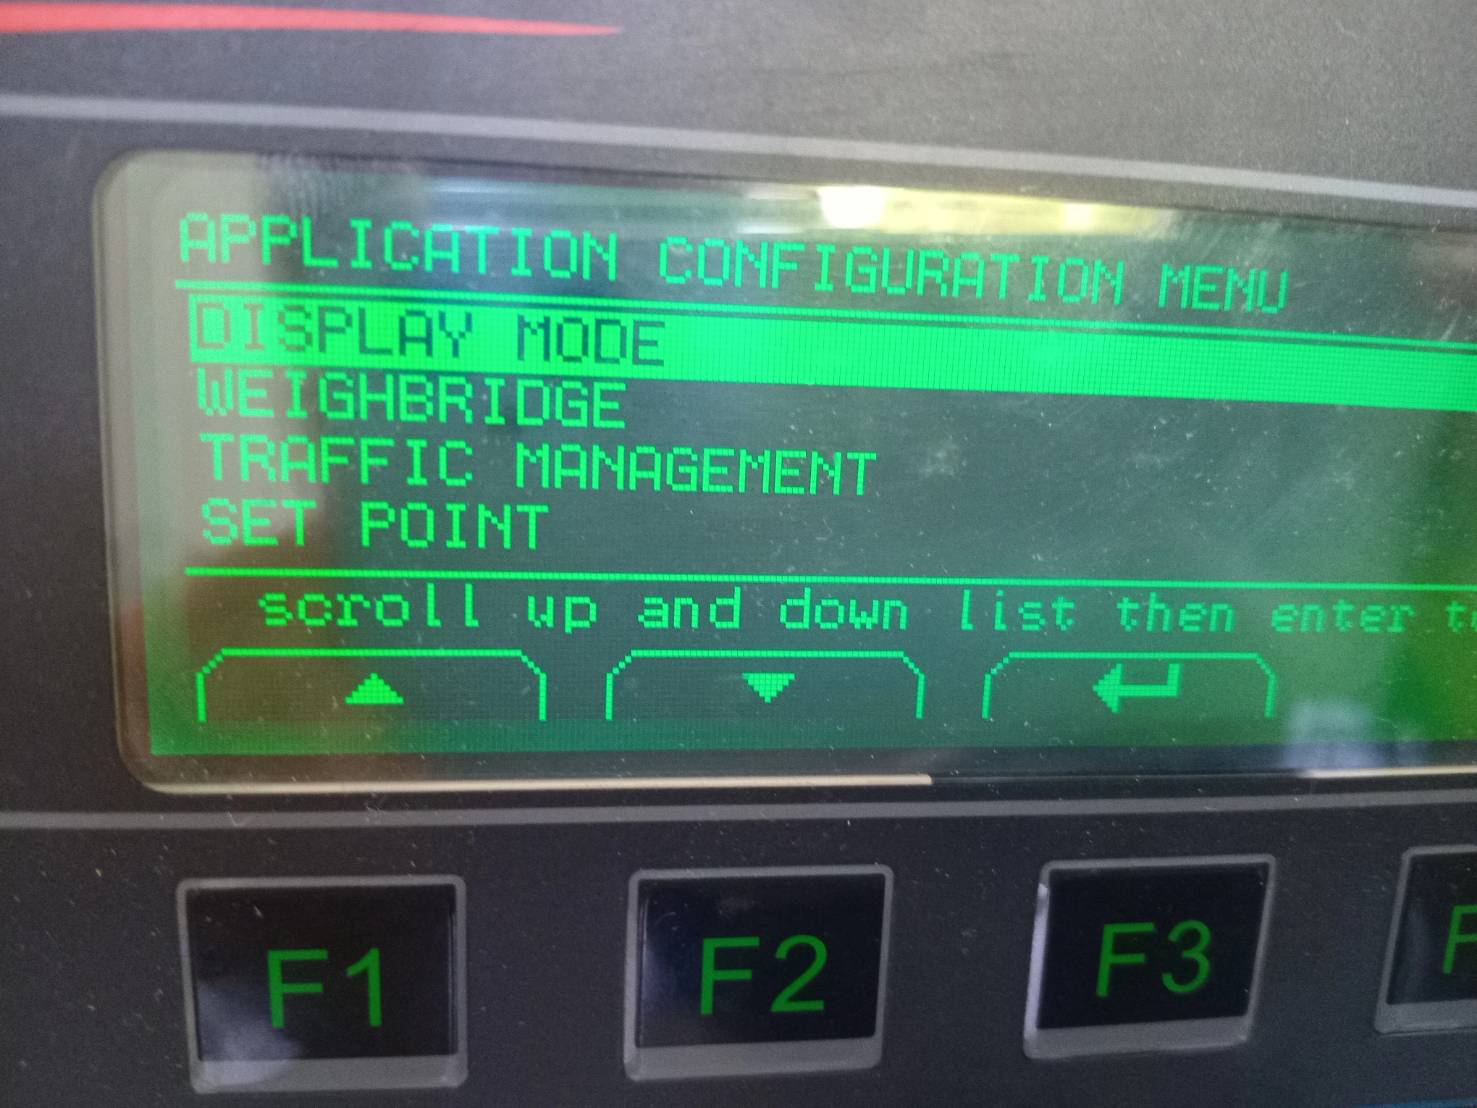 APPLICATION CONFIGURATION MENU
DISPLAY MODE
WEIGHBRIDGE
TRAFFIC MANAGEMENT
SET POINT
scroll up and down list then enter
F1 F2 F3